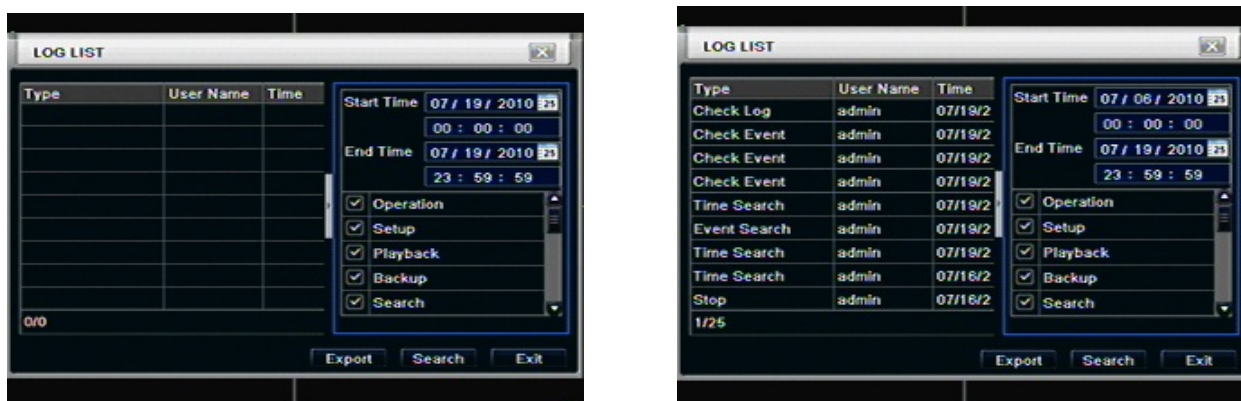 LOG LIST
Type User Name Time
0/0
Start Time 07 / 19 / 2010 25
00 : 00 : 00
End Time 07 / 19 / 2010 25
23 : 59 : 59
Operation
Setup
Playback
Backup
Search
Export Search Exit
LOG LIST
Type User Name Time
Check Log admin 07/19/2
Check Event admin 07/19/2
Check Event admin 07/19/2
Check Event admin 07/19/2
Time Search admin 07/19/2
Event Search admin 07/19/2
Time Search admin 07/19/2
Time Search admin 07/16/2
Stop admin 07/16/2
1/25
Start Time 07 / 06 / 2010 25
00 : 00 : 00
End Time 07 / 19 / 2010 25
23 : 59 : 59
Operation
Setup
Playback
Backup
Search
Export Search Exit